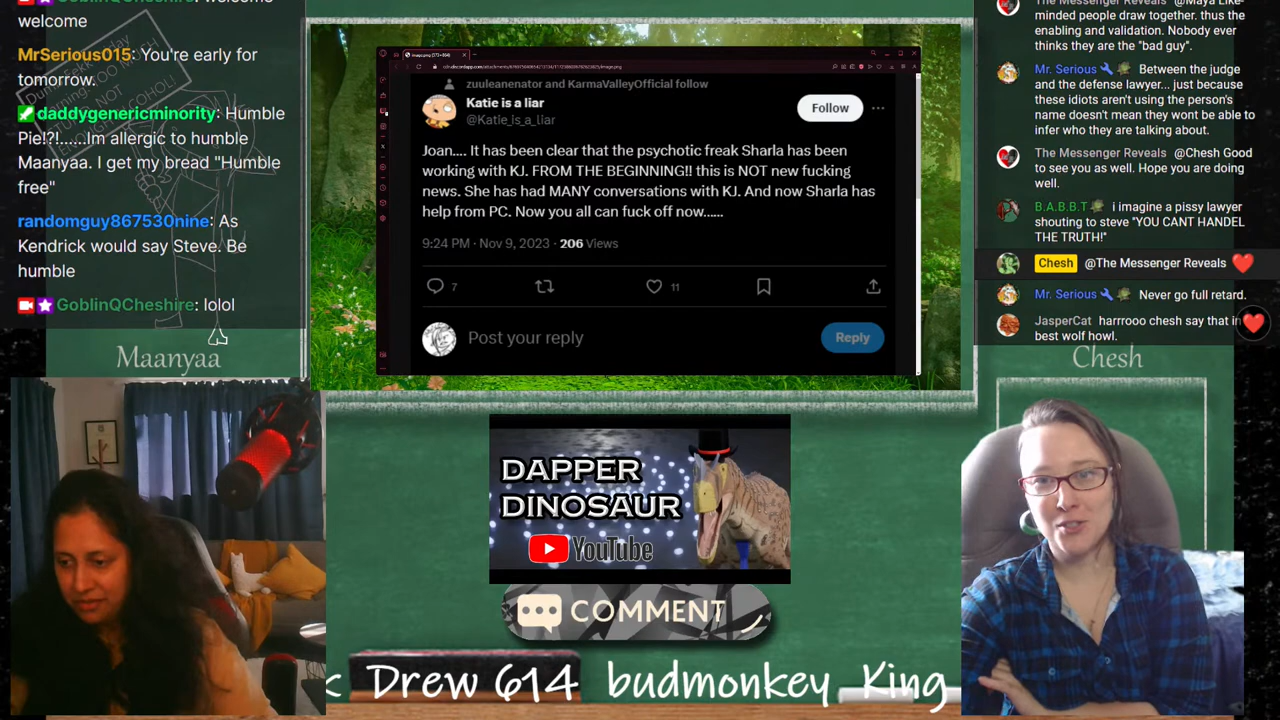 GoblinQCheshire: welcome
welcome
MrSerious015: You're early for
tomorrow.
daddygenericminority: Humble
Pie!?!......Im allergic to humble
Maanyaa. I get my bread "Humble
free"
randomguy867530nine: As
Kendrick would say Steve. Be
humble
GoblinQCheshire: lolol
Maanyaa
image.png
zuuleanenator and KarmaValleyOfficial follow
Katie is a liar
@Katie_is_a_liar
Follow
Joan.... It has been clear that the psychotic freak Sharla has been
working with KJ. FROM THE BEGINNING!! this is NOT new fucking
news. She has had MANY conversations with KJ. And now Sharla has
help from PC. Now you all can fuck off now......
9:24 PM · Nov 9, 2023 · 206 Views
7
11
Post your reply
Reply
DAPPER
DINOSAUR
YouTube
COMMENT
Drew 614 budmonkey King
The Messenger Reveals @Maya Like-
minded people draw together. thus the
enabling and validation. Nobody ever
thinks they are the "bad guy".
Mr. Serious Between the judge
and the defense lawyer... just because
these idiots aren't using the person's
name doesn't mean they wont be able to
infer who they are talking about.
The Messenger Reveals @Chesh Good
to see you as well. Hope you are doing
well.
B.A.B.B.T i imagine a pissy lawyer
shouting to steve "YOU CANT HANDEL
THE TRUTH!"
Chesh @The Messenger Reveals
Mr. Serious Never go full retard.
JasperCat harrrooo chesh say that in
best wolf howl.
Chesh